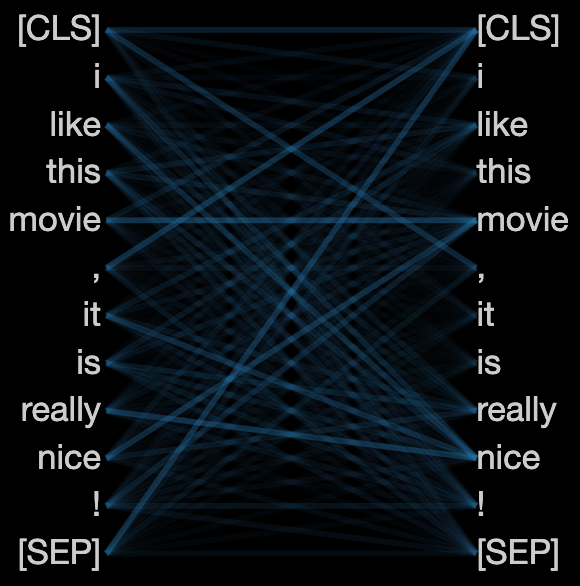 [CLS] [CLS]
i i
like like
this this
movie movie
, ,
it it
is is
really really
nice nice
! !
[SEP] [SEP]